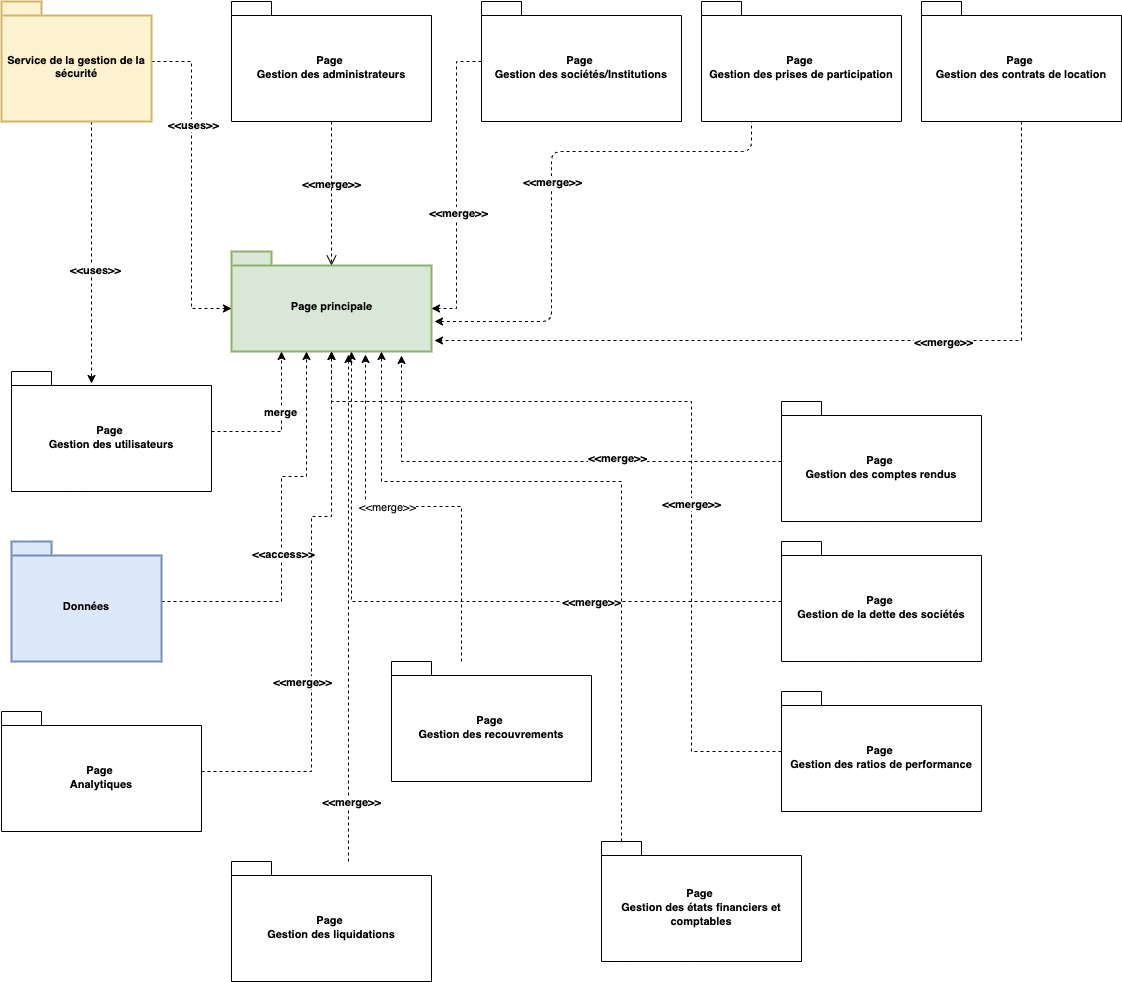 Service de la gestion de la
sécurité
Page
Gestion des administrateurs
Page
Gestion des sociétés/Institutions
Page
Gestion des prises de participation
Page
Gestion des contrats de location
<<uses>>
<<merge>>
<<merge>>
<<merge>>
<<uses>>
Page principale
<<merge>>
merge
Page
Gestion des utilisateurs
<<merge>>
Page
Gestion des comptes rendus
<<merge>>
<<merge>>
<<access>>
Données
<<merge>>
Page
Gestion de la dette des sociétés
<<merge>>
Page
Gestion des recouvrements
Page
Gestion des ratios de performance
Page
Analytiques
<<merge>>
Page
Gestion des liquidations
Page
Gestion des états financiers et
comptables